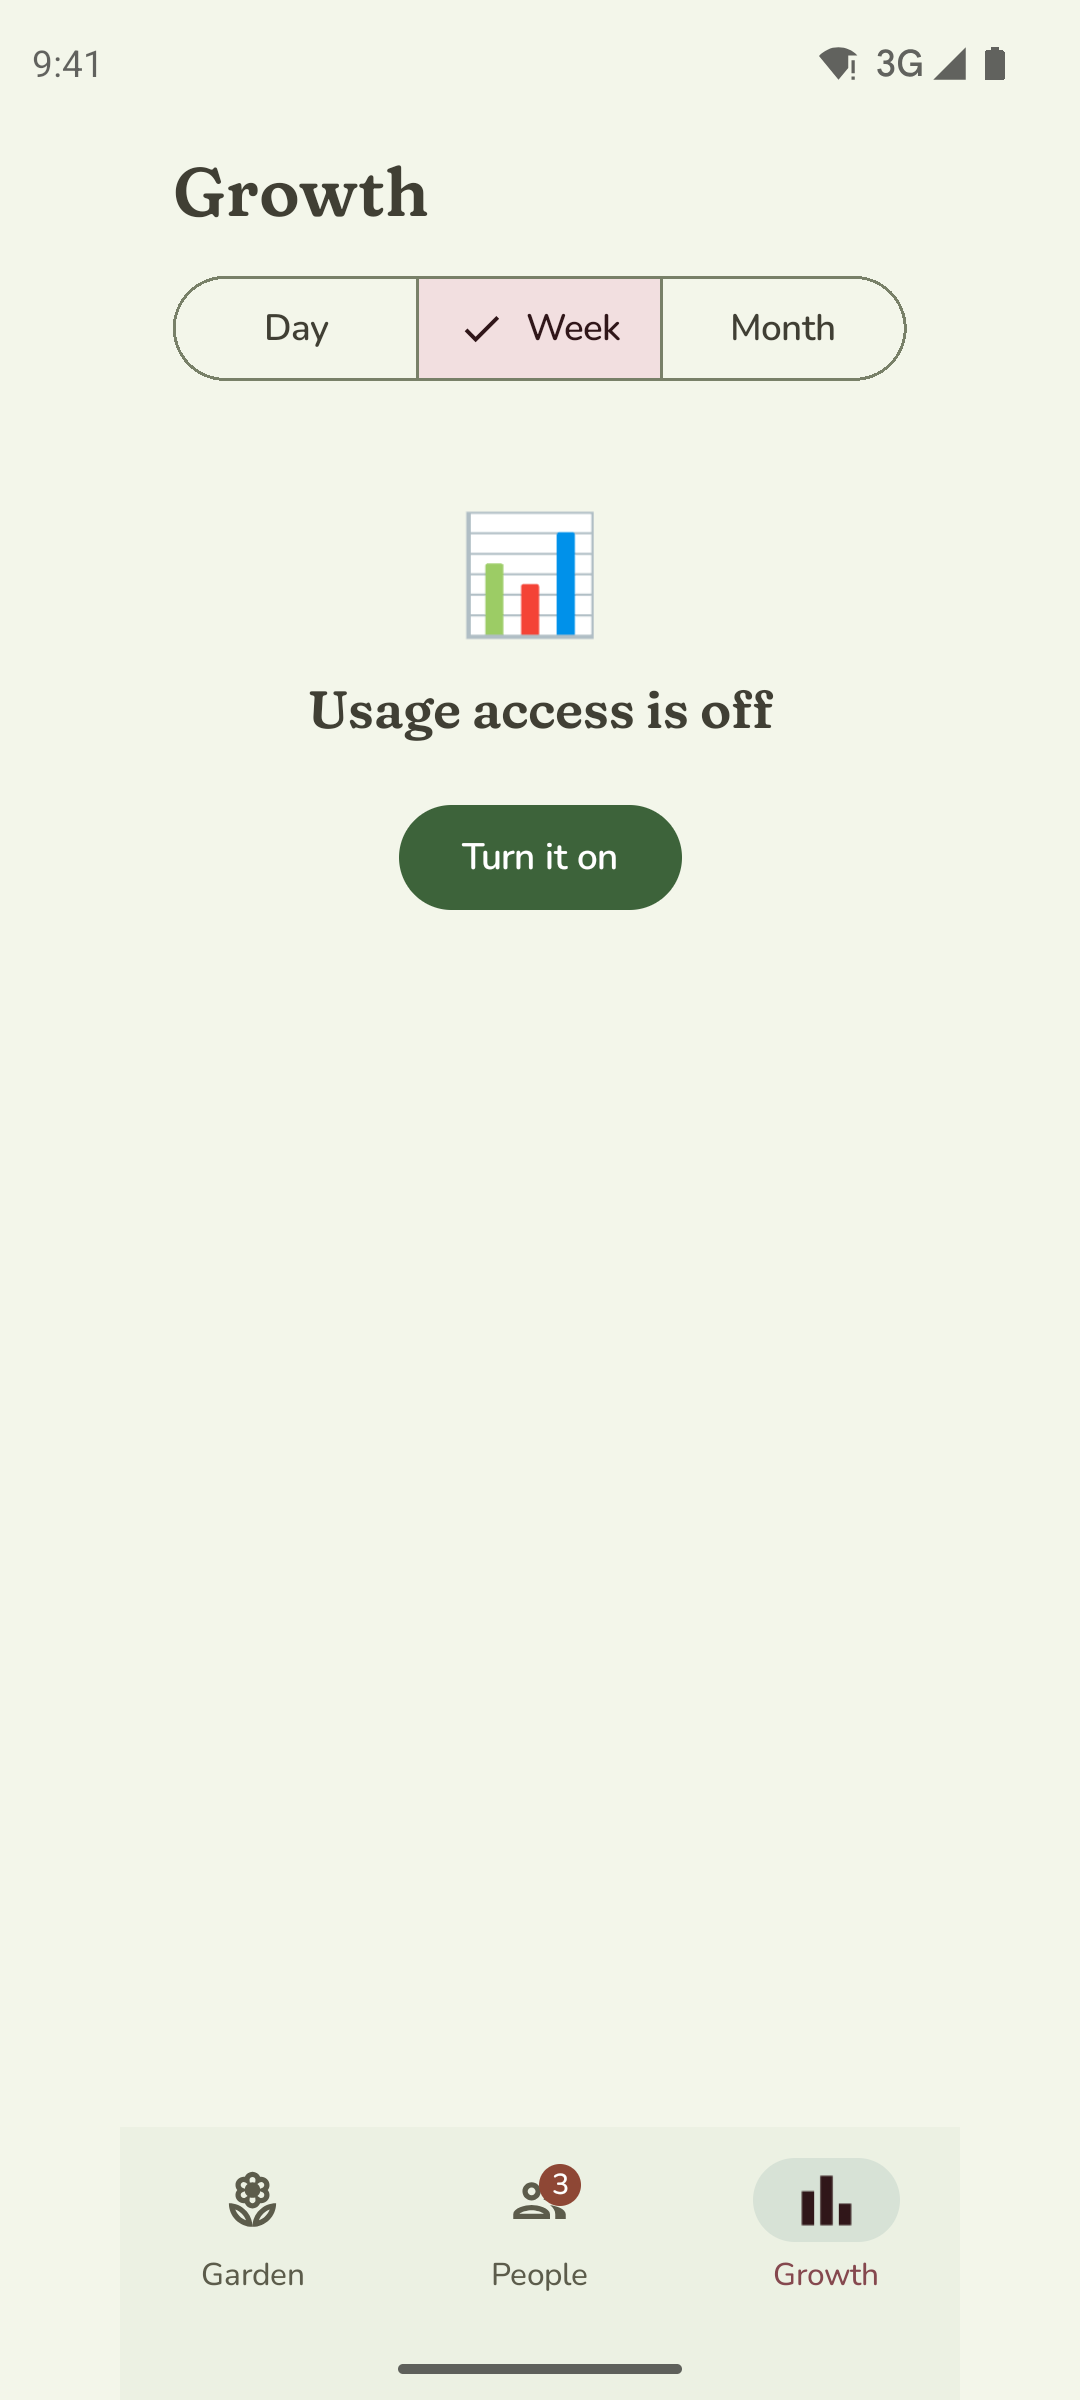 9:41
3G
Growth
Day
Week
Month
Usage access is off
Turn it on
3
Garden
People
Growth